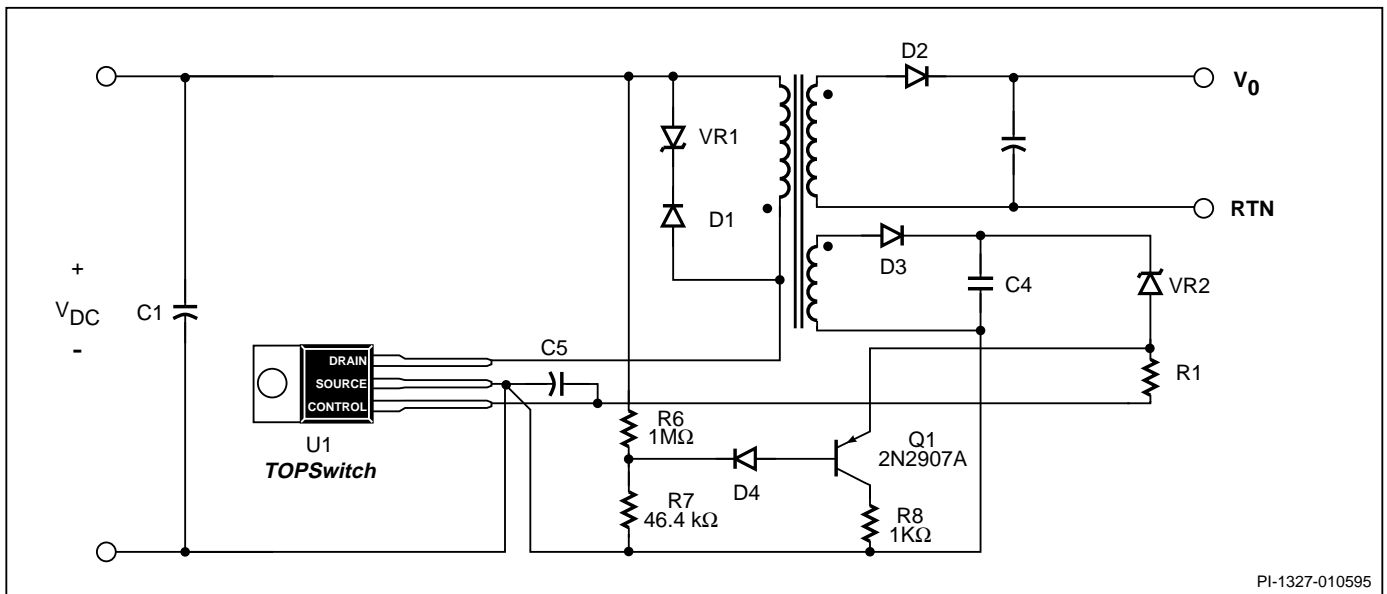 D2
V0
VR1
D1
RTN
D3
C4
VR2
+
VDC
-
C1
DRAIN
SOURCE
CONTROL
C5
R1
U1
TOPSwitch
R6
1MΩ
D4
Q1
2N2907A
R7
46.4 kΩ
R8
1KΩ
PI-1327-010595